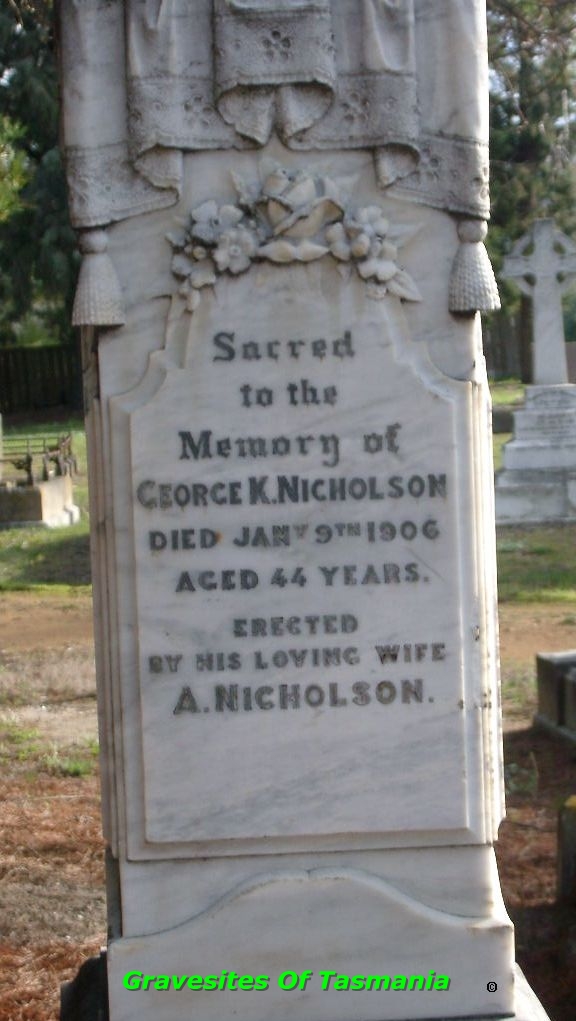 Sacred
to the
Memory of
GEORGE K. NICHOLSON
DIED JANY 9TH 1906
AGED 44 YEARS.
ERECTED
BY HIS LOVING WIFE
A. NICHOLSON.
Gravesites Of Tasmania ©